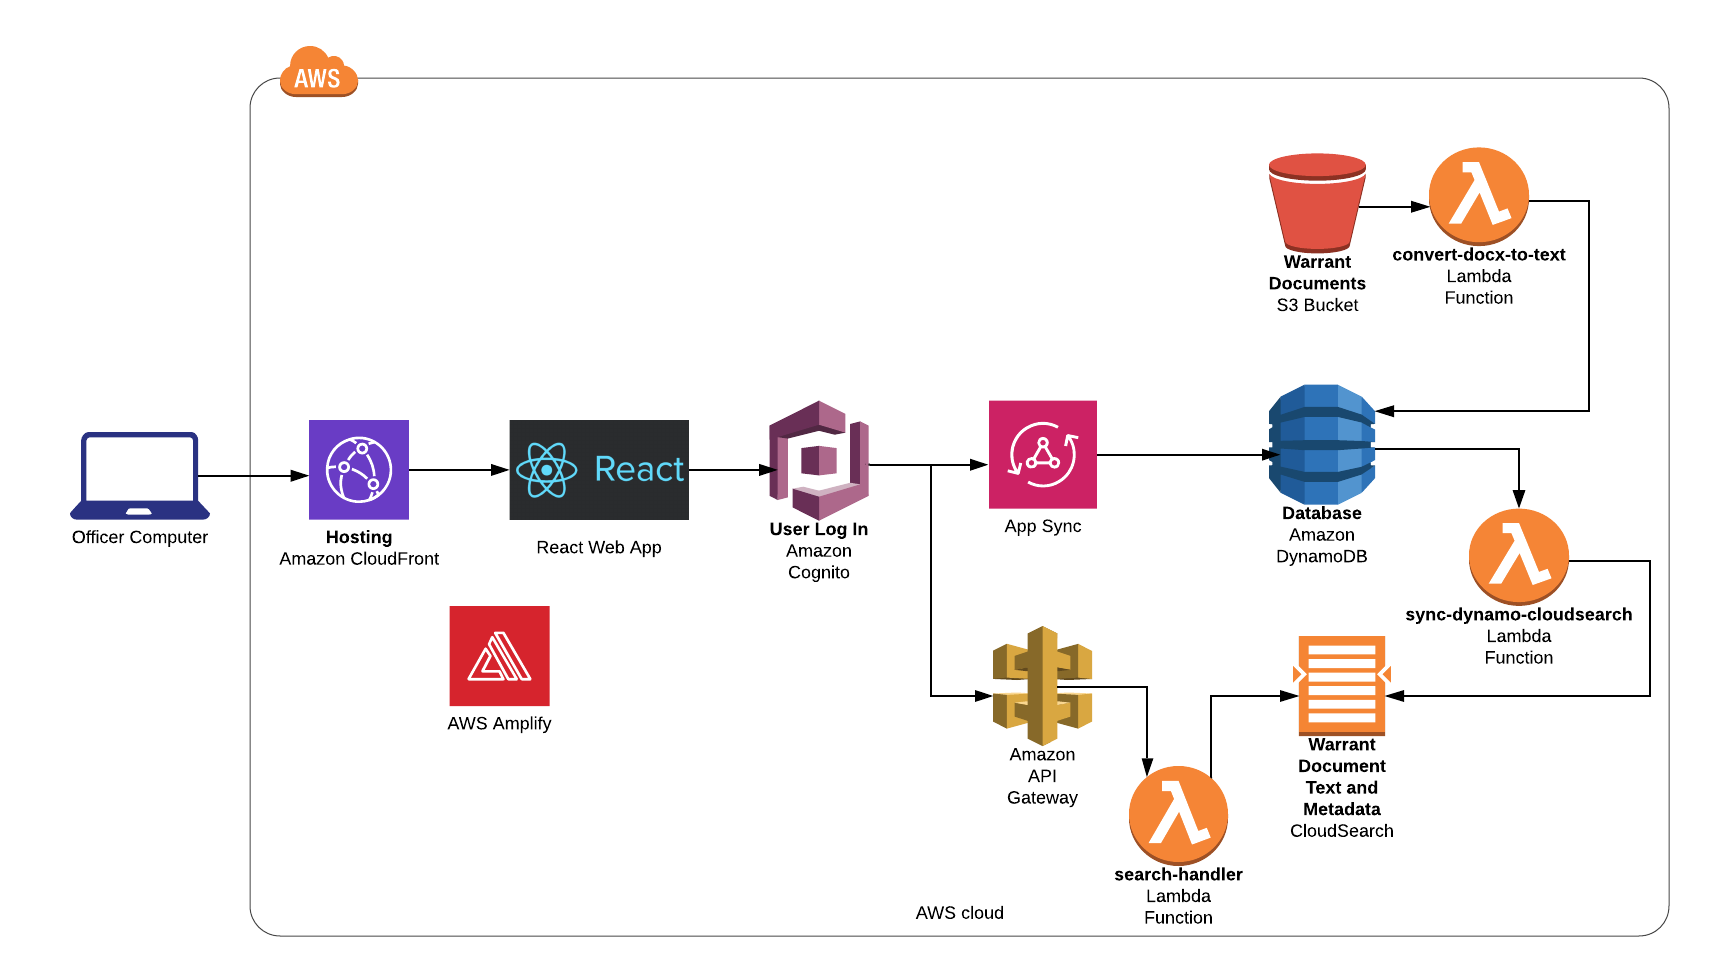 AWS
Warrant
Documents
S3 Bucket
convert-docx-to-text
Lambda
Function
Officer Computer
Hosting
Amazon CloudFront
React
React Web App
User Log In
Amazon
Cognito
App Sync
Database
Amazon
DynamoDB
sync-dynamo-cloudsearch
Lambda
Function
AWS Amplify
Amazon
API
Gateway
search-handler
Lambda
Function
Warrant
Document
Text and
Metadata
CloudSearch
AWS cloud